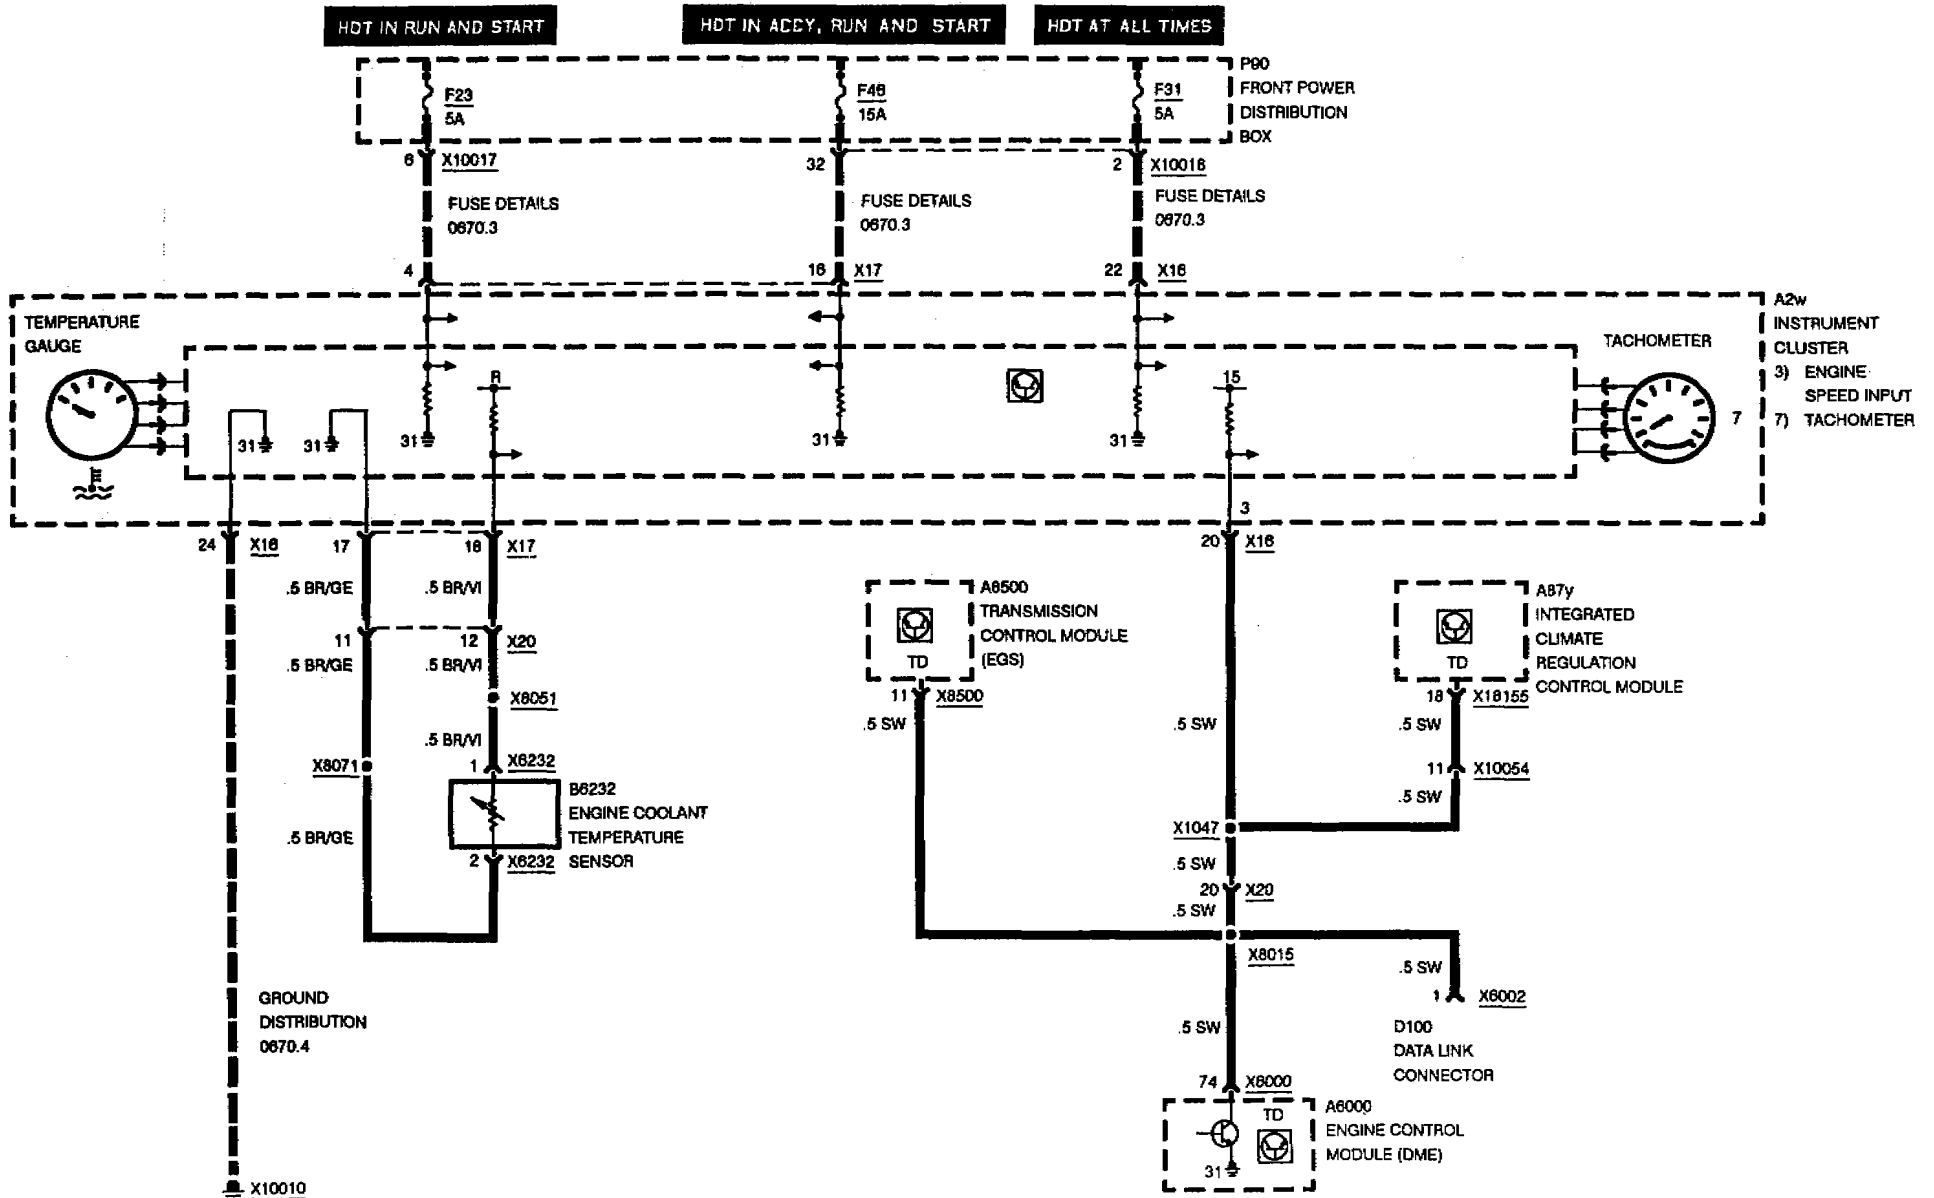 HOT IN RUN AND START
HOT IN ACCY, RUN AND START
HOT AT ALL TIMES
P90
FRONT POWER
DISTRIBUTION
BOX
F23
5A
F46
15A
F31
5A
6
X10017
32
2
X10016
FUSE DETAILS
0670.3
FUSE DETAILS
0670.3
FUSE DETAILS
0670.3
4
16
X17
22
X16
TEMPERATURE
GAUGE
TACHOMETER
A2w
INSTRUMENT
CLUSTER
3) ENGINE
SPEED INPUT
7) TACHOMETER
R
15
7
31
31
31
31
31
3
24
X16
17
18
X17
20
X16
.5 BR/GE
.5 BR/VI
11
12
X20
.5 BR/GE
.5 BR/VI
X8051
.5 BR/VI
X8071
1
X6232
B6232
ENGINE COOLANT
TEMPERATURE
SENSOR
.5 BR/GE
2
X6232
A8500
TRANSMISSION
CONTROL MODULE
(EGS)
TD
11
X8500
.5 SW
.5 SW
A87y
INTEGRATED
CLIMATE
REGULATION
CONTROL MODULE
TD
18
X18155
.5 SW
11
X10054
.5 SW
X1047
.5 SW
20
X20
.5 SW
X8015
.5 SW
1
X6002
D100
DATA LINK
CONNECTOR
GROUND
DISTRIBUTION
0670.4
.5 SW
74
X6000
TD
31
A6000
ENGINE CONTROL
MODULE (DME)
X10010